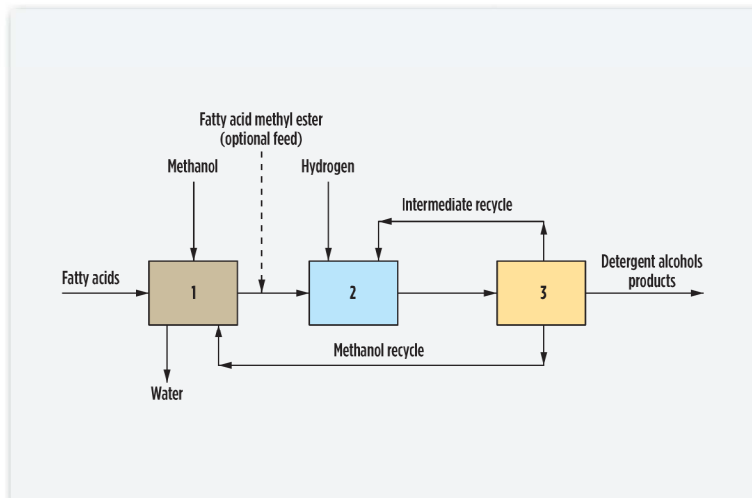 Fatty acid methyl ester
(optional feed)
Methanol
Hydrogen
Intermediate recycle
Fatty acids
1
2
3
Detergent alcohols
products
Methanol recycle
Water